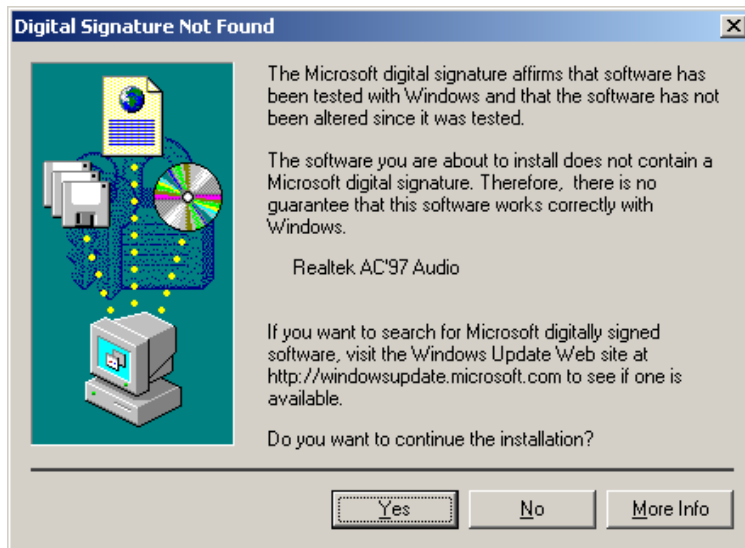 Digital Signature Not Found
The Microsoft digital signature affirms that software has
been tested with Windows and that the software has not
been altered since it was tested.
The software you are about to install does not contain a
Microsoft digital signature. Therefore,  there is no
guarantee that this software works correctly with
Windows.
Realtek AC'97 Audio
If you want to search for Microsoft digitally signed
software, visit the Windows Update Web site at
http://windowsupdate.microsoft.com to see if one is
available.
Do you want to continue the installation?
Yes
No
More Info